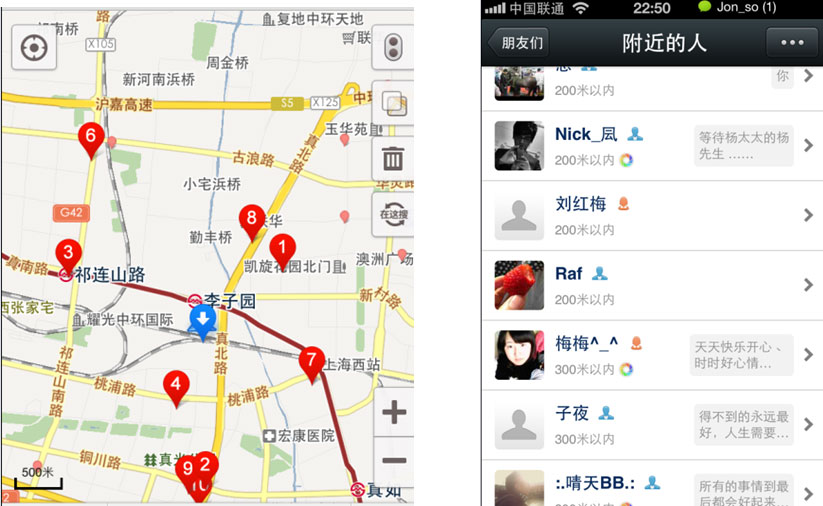 X105
复地中环天地
联
新河南浜桥
周金桥
沪嘉高速
S5
X125
中环
玉华苑
6
古浪路
真北路
小宅浜桥
G42
8
在这搜
3
勤丰桥
1
凯旋花园北门
澳洲广场
真南路
祁连山路
李子园
新村路
西张家宅
耀光中环国际
真北路
7
上海西站
祁连山南路
4
桃浦路
桃浦路
宏康医院
铜川路
真光
9
2
10
500米
真如
中国联通
22:50
Jon_so (1)
朋友们
附近的人
200米以内
你
Nick_凤
200米以内
等待杨太太的杨
先生 ……
刘红梅
200米以内
Raf
200米以内
梅梅^_^
300米以内
天天快乐开心、
时时好心情…
子夜
300米以内
得不到的永远最
好，人生需要…
:.晴天BB.:
所有的事情到最
后都会好起来…